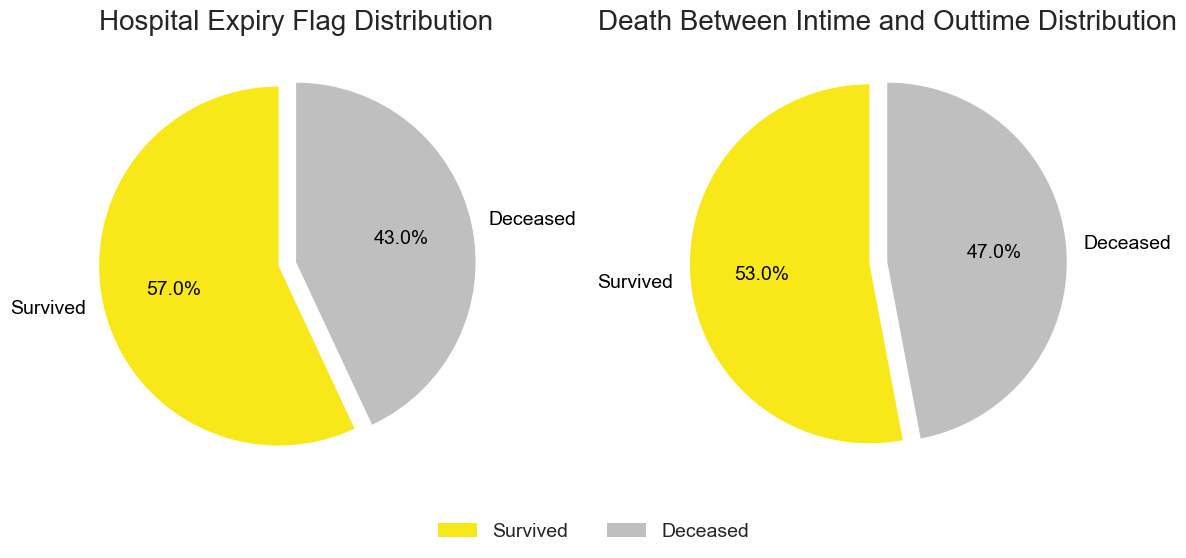 Hospital Expiry Flag Distribution
Survived
57.0%
43.0%
Deceased
Death Between Intime and Outtime Distribution
Survived
53.0%
47.0%
Deceased
Survived
Deceased